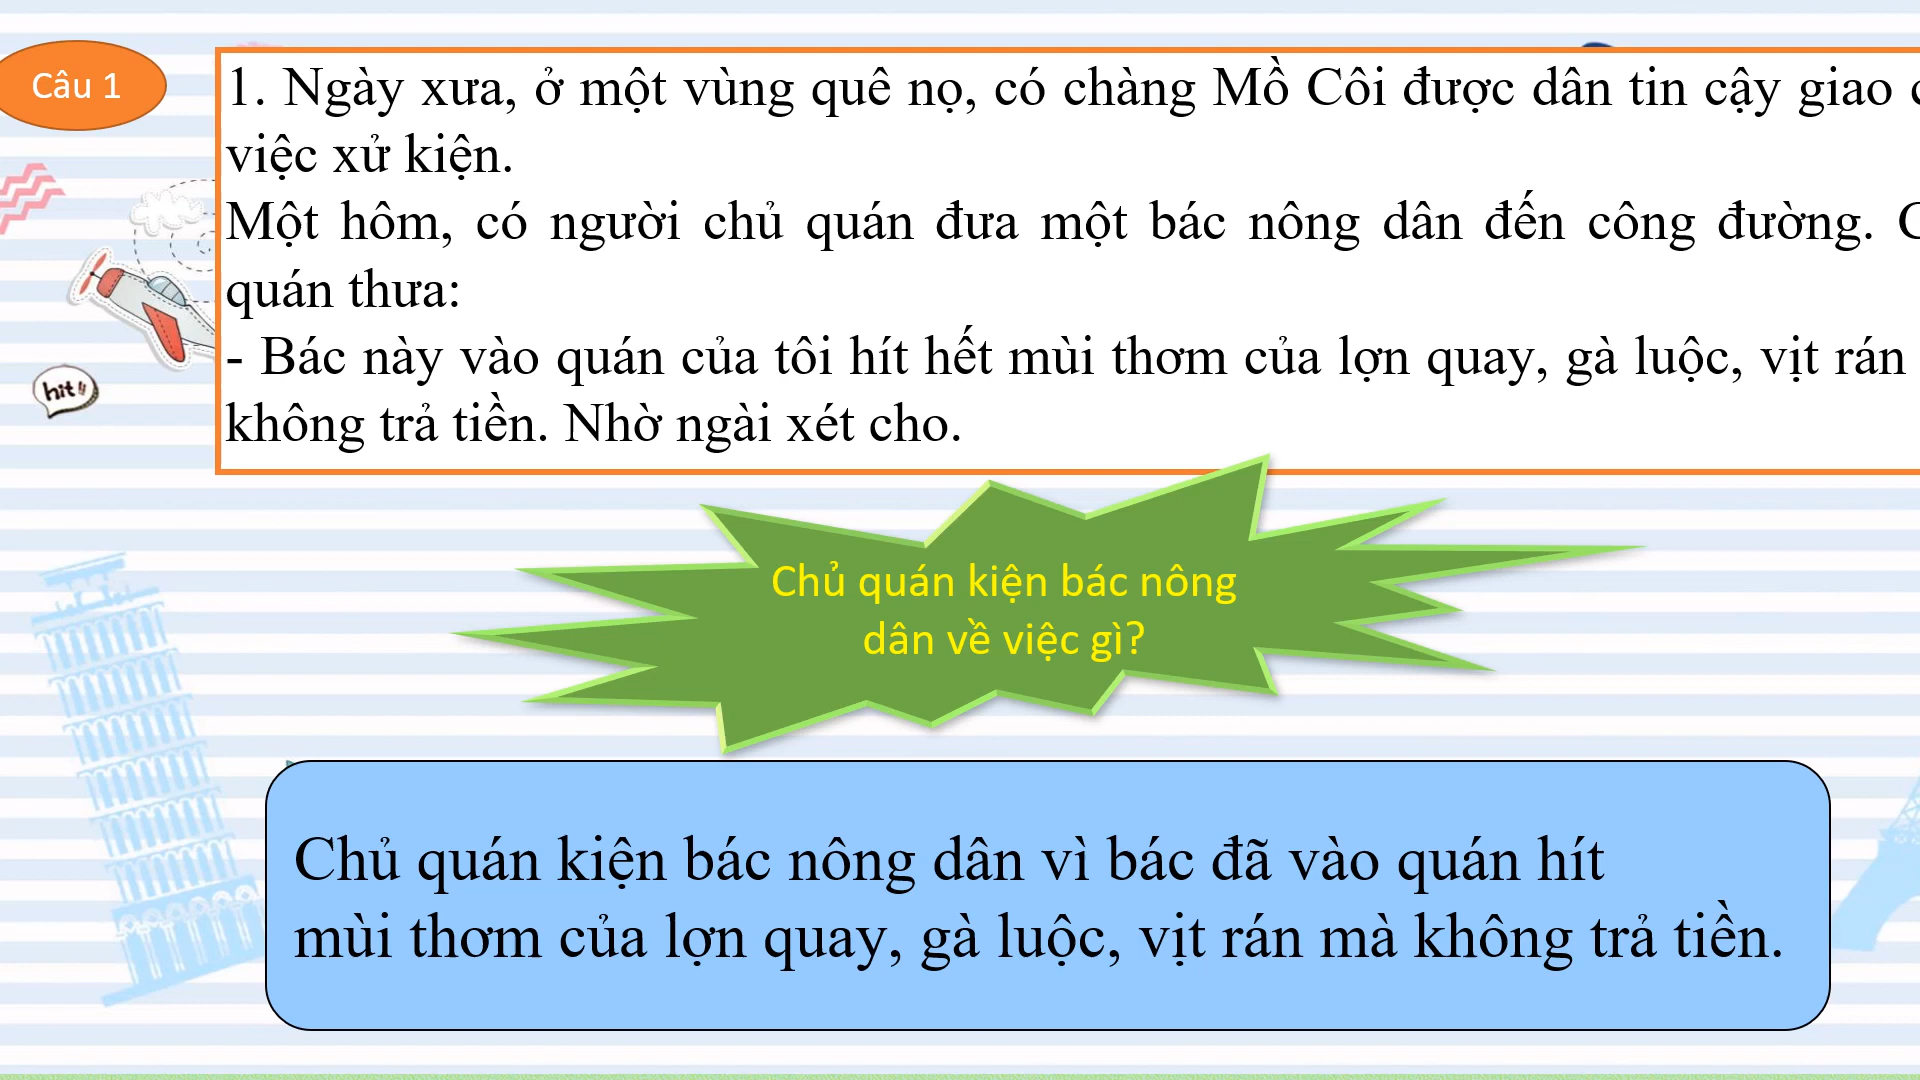 Câu 1
1. Ngày xưa, ở một vùng quê nọ, có chàng Mồ Côi được dân tin cậy giao
việc xử kiện.
Một hôm, có người chủ quán đưa một bác nông dân đến công đường.
quán thưa:
- Bác này vào quán của tôi hít hết mùi thơm của lợn quay, gà luộc, vịt rán
không trả tiền. Nhờ ngài xét cho.
hit!!
Chủ quán kiện bác nông
dân về việc gì?
Chủ quán kiện bác nông dân vì bác đã vào quán hít
mùi thơm của lợn quay, gà luộc, vịt rán mà không trả tiền.